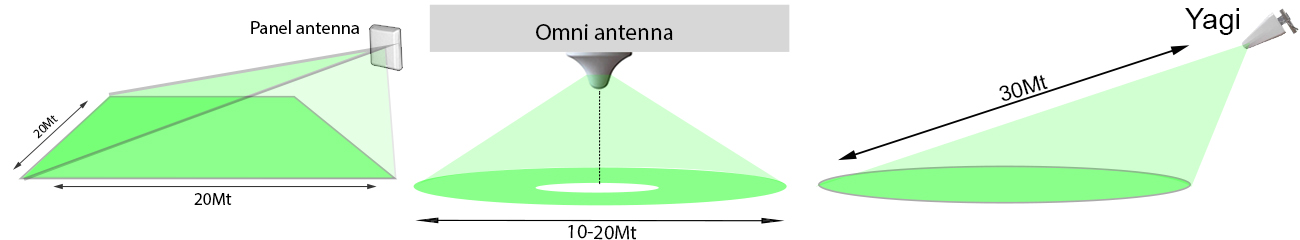 Panel antenna
20Mt
20Mt
Omni antenna
10-20Mt
Yagi
30Mt